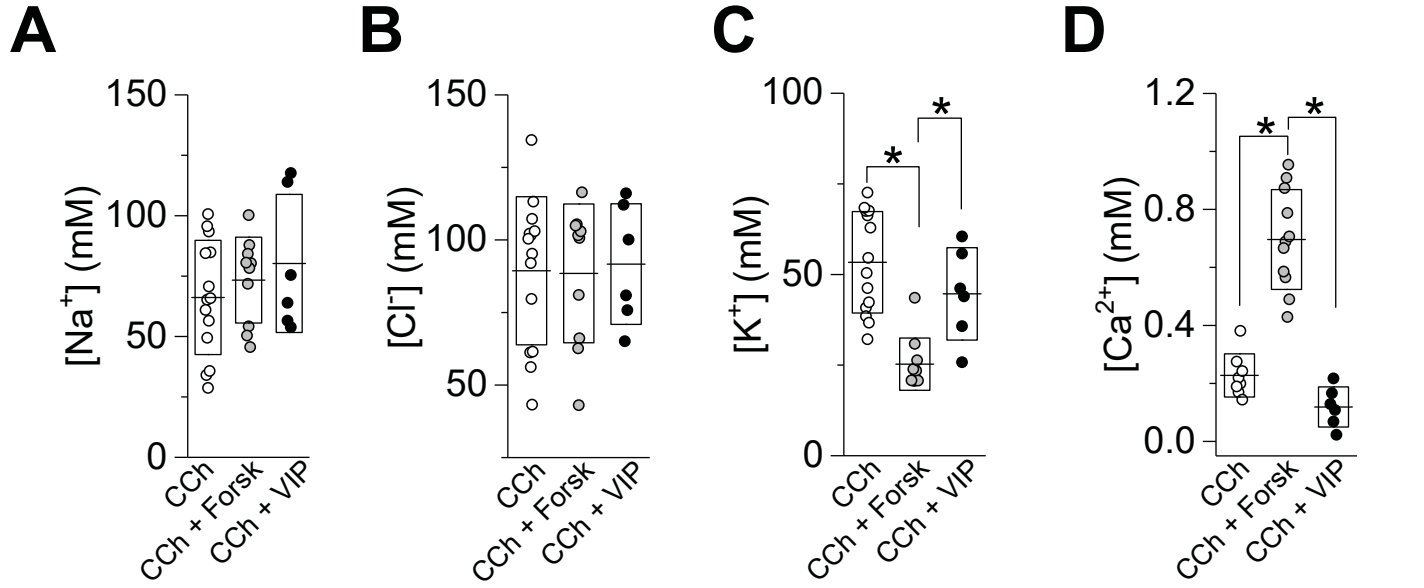 A
[Na+] (mM)
150
100
50
0
CCh
CCh + Forsk
CCh + VIP
B
[Cl-] (mM)
150
100
50
CCh
CCh + Forsk
CCh + VIP
C
[K+] (mM)
100
50
0
*
*
CCh
CCh + Forsk
CCh + VIP
D
[Ca2+] (mM)
1.2
0.8
0.4
0.0
*
*
CCh
CCh + Forsk
CCh + VIP